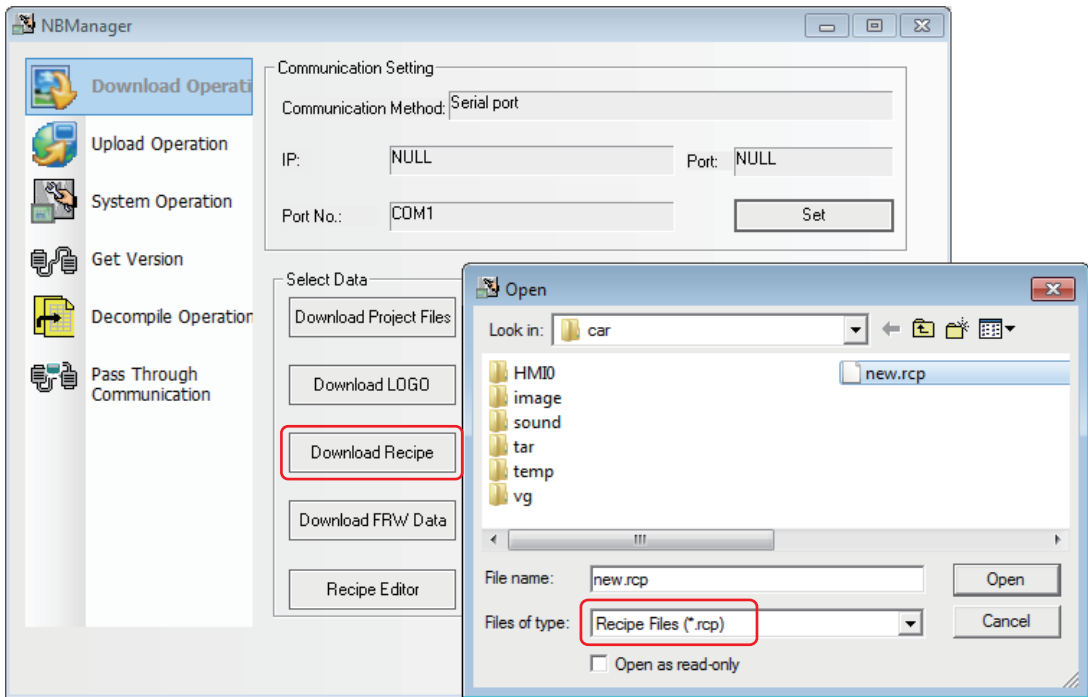 NBManager
Download Operati
Upload Operation
System Operation
Get Version
Decompile Operation
Pass Through
Communication
Communication Setting
Communication Method: Serial port
IP: NULL Port: NULL
Port No.: COM1 Set
Select Data
Download Project Files
Download LOGO
Download Recipe
Download FRW Data
Recipe Editor
Open
Look in: car
HMI0 new.rcp
image
sound
tar
temp
vg
File name: new.rcp Open
Files of type: Recipe Files (*.rcp) Cancel
Open as read-only